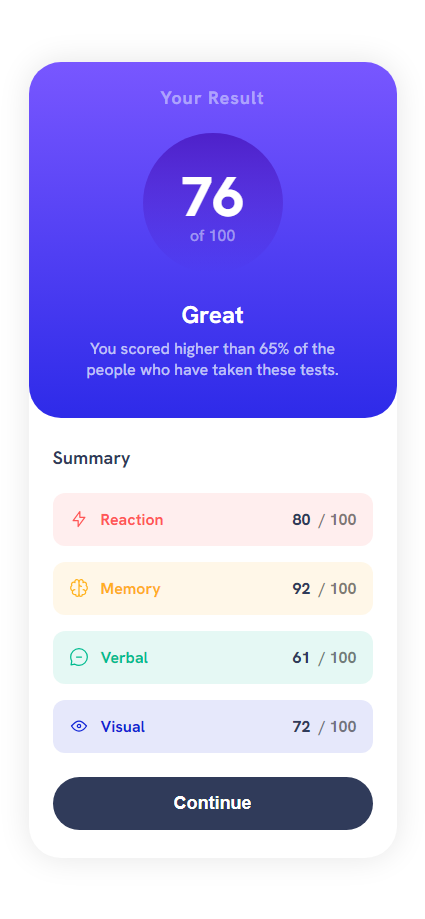 Your Result
76
of 100
Great
You scored higher than 65% of the
people who have taken these tests.
Summary
Reaction 80 / 100
Memory 92 / 100
Verbal 61 / 100
Visual 72 / 100
Continue